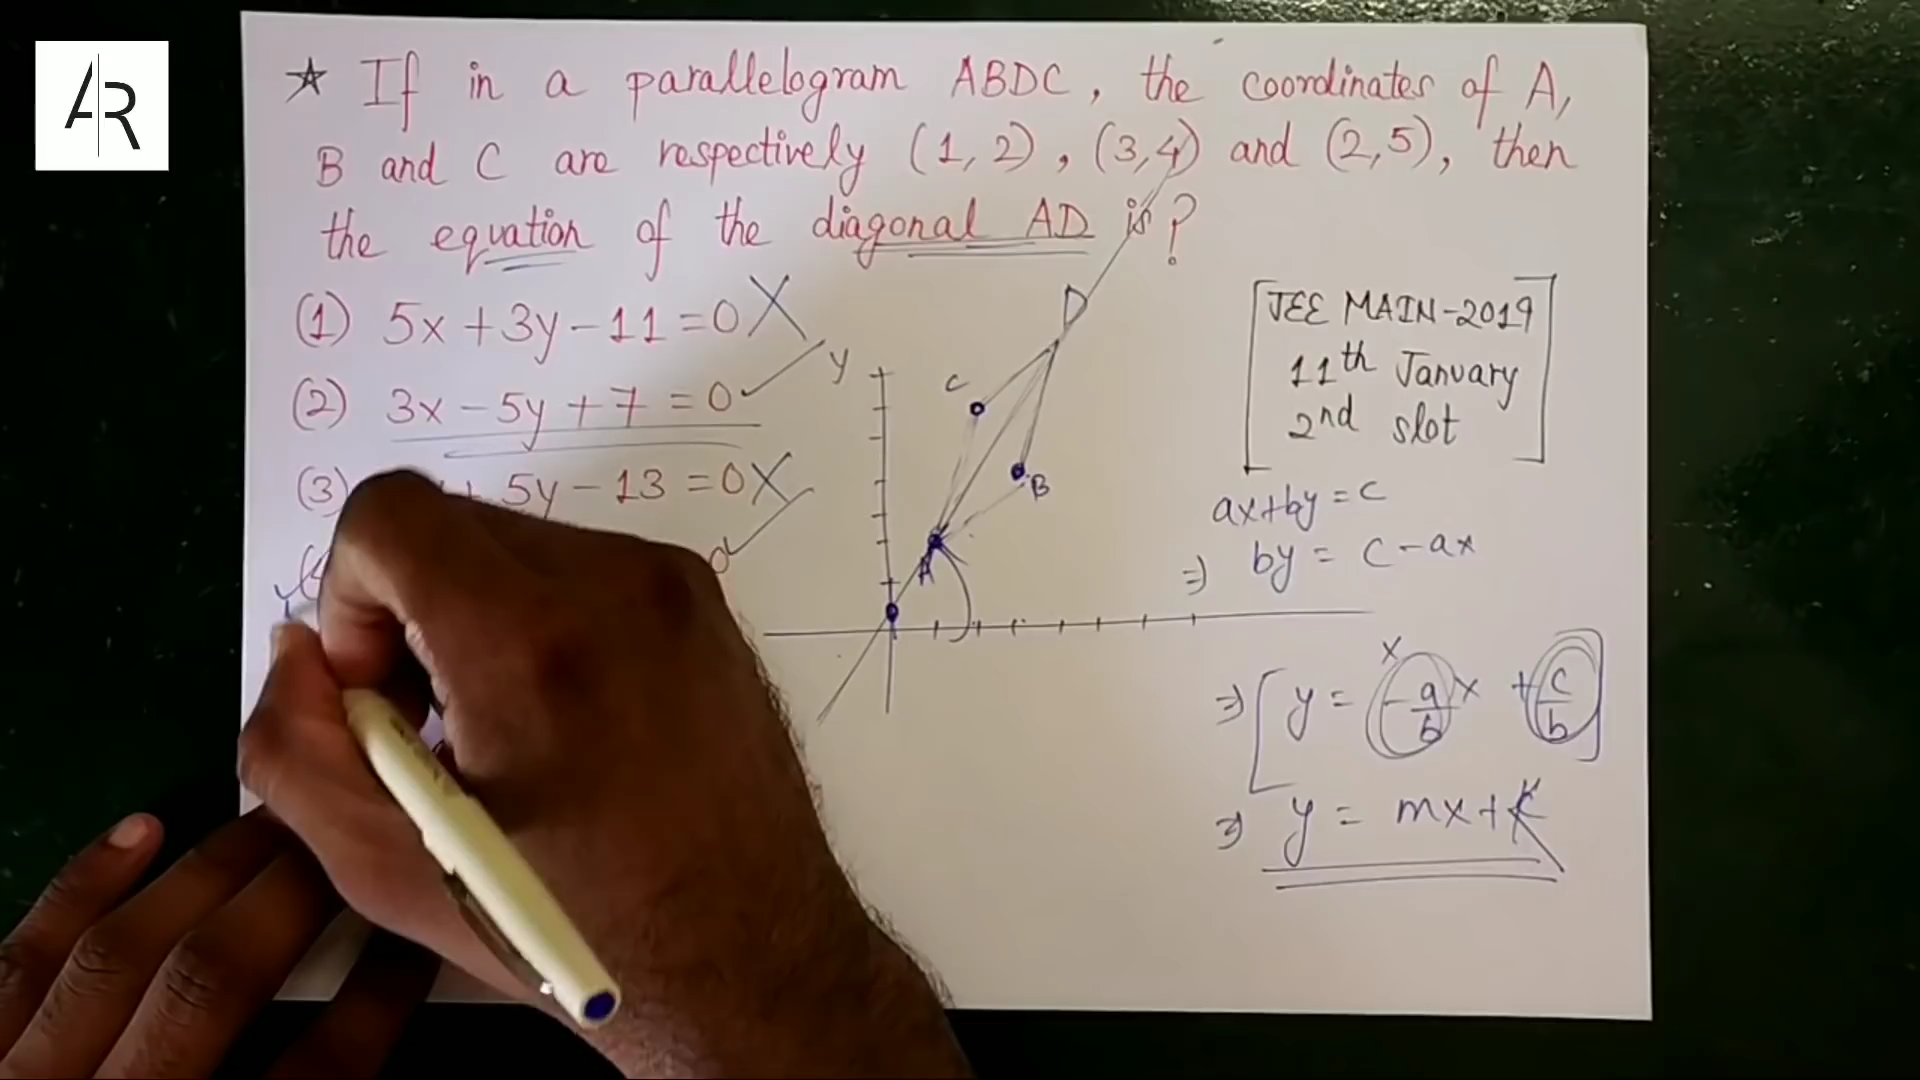 AR
☆ If in a parallelogram ABDC, the coordinates of A,
B and C are respectively (1,2), (3,4) and (2,5), then
the equation of the diagonal AD is?
(1) 5x+3y-11=0 X
(2) 3x-5y+7=0
(3) 5y-13=0 X
y
C
D
B
A
[JEE MAIN-2019
11th January
2nd slot]
ax+by=c
⇒ by = c-ax
x
⇒ [y = -a/b x + c/b]
⇒ y = mx+k